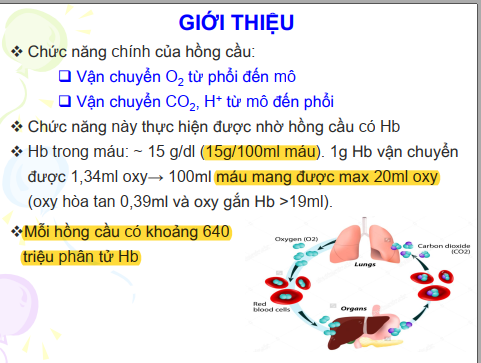 GIỚI THIỆU
❖ Chức năng chính của hồng cầu:
❑ Vận chuyển O₂ từ phổi đến mô
❑ Vận chuyển CO₂, H⁺ từ mô đến phổi
❖ Chức năng này thực hiện được nhờ hồng cầu có Hb
❖ Hb trong máu: ~ 15 g/dl (15g/100ml máu). 1g Hb vận chuyển
được 1,34ml oxy→ 100ml máu mang được max 20ml oxy
(oxy hòa tan 0,39ml và oxy gắn Hb >19ml).
❖ Mỗi hồng cầu có khoảng 640
triệu phân tử Hb
Oxygen (O2)
Carbon dioxide
(CO2)
Lungs
Red
blood cells
Organs